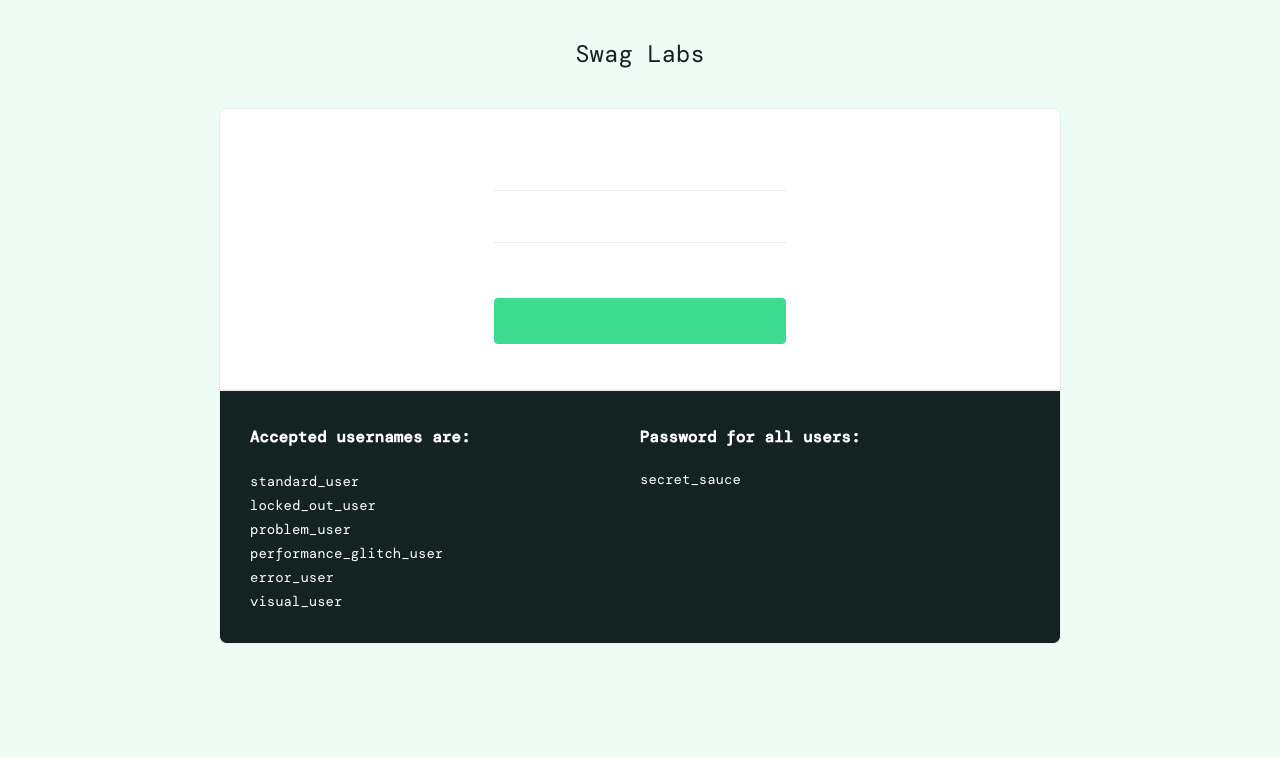 Swag Labs
Accepted usernames are:
standard_user
locked_out_user
problem_user
performance_glitch_user
error_user
visual_user
Password for all users:
secret_sauce